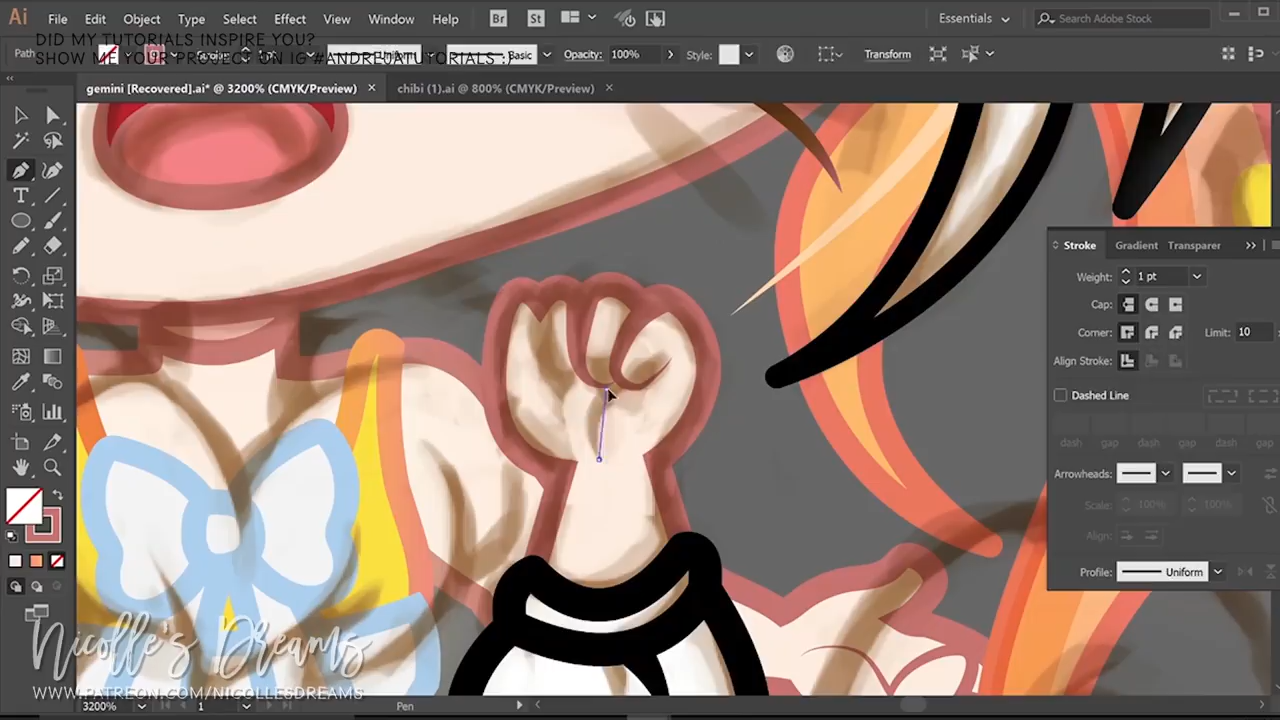 Ai File Edit Object Type Select Effect View Window Help Br St Essentials Search Adobe Stock
DID MY TUTORIALS INSPIRE YOU?
SHOW ME YOUR PROJECT ON IG #ANDREJATUTORIALS :)
Path Uniform Basic Opacity: 100% Style: Transform
gemini [Recovered].ai* @ 3200% (CMYK/Preview) × chibi (1).ai @ 800% (CMYK/Preview) ×
Stroke Gradient Transparer
Weight: 1 pt
Cap:
Corner: Limit: 10
Align Stroke:
Dashed Line
dash gap dash gap dash gap
Arrowheads:
Scale: 100% 100%
Align:
Profile: Uniform
Nicolle's Dreams
WWW.PATREON.COM/NICOLLESDREAMS
3200% 1 Pen